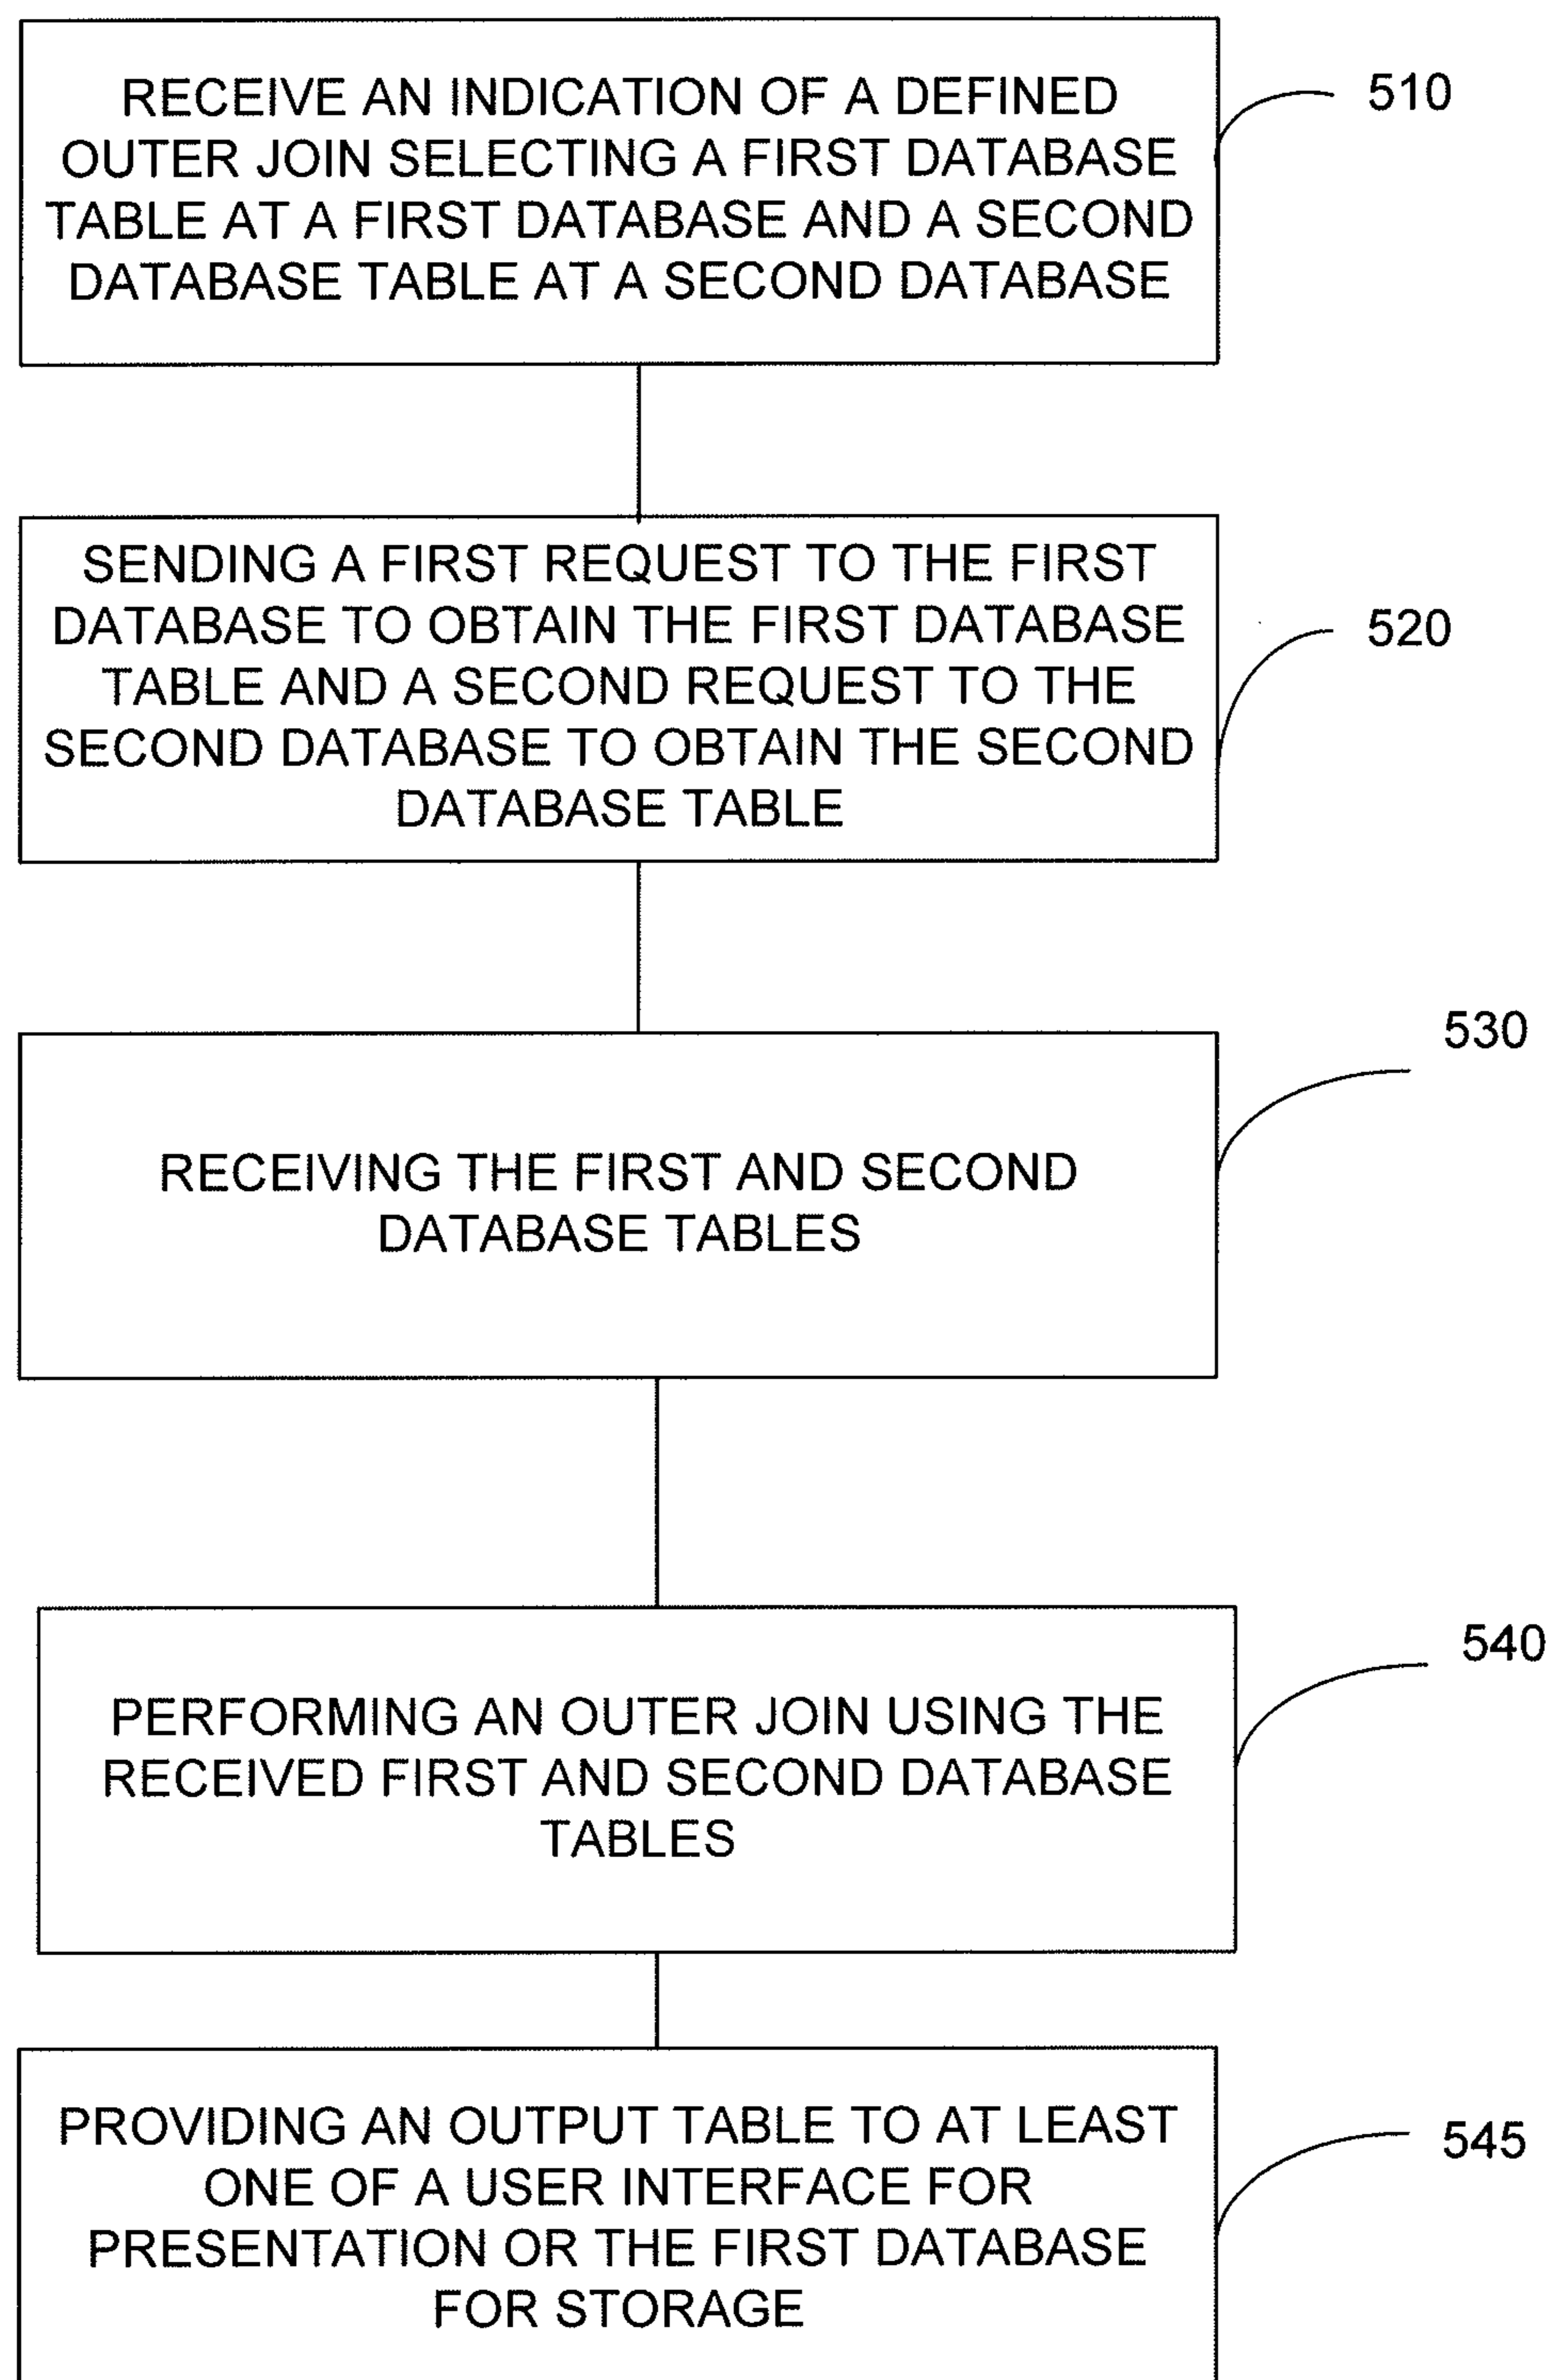 RECEIVE AN INDICATION OF A DEFINED
OUTER JOIN SELECTING A FIRST DATABASE
TABLE AT A FIRST DATABASE AND A SECOND
DATABASE TABLE AT A SECOND DATABASE
510
SENDING A FIRST REQUEST TO THE FIRST
DATABASE TO OBTAIN THE FIRST DATABASE
TABLE AND A SECOND REQUEST TO THE
SECOND DATABASE TO OBTAIN THE SECOND
DATABASE TABLE
520
RECEIVING THE FIRST AND SECOND
DATABASE TABLES
530
PERFORMING AN OUTER JOIN USING THE
RECEIVED FIRST AND SECOND DATABASE
TABLES
540
PROVIDING AN OUTPUT TABLE TO AT LEAST
ONE OF A USER INTERFACE FOR
PRESENTATION OR THE FIRST DATABASE
FOR STORAGE
545